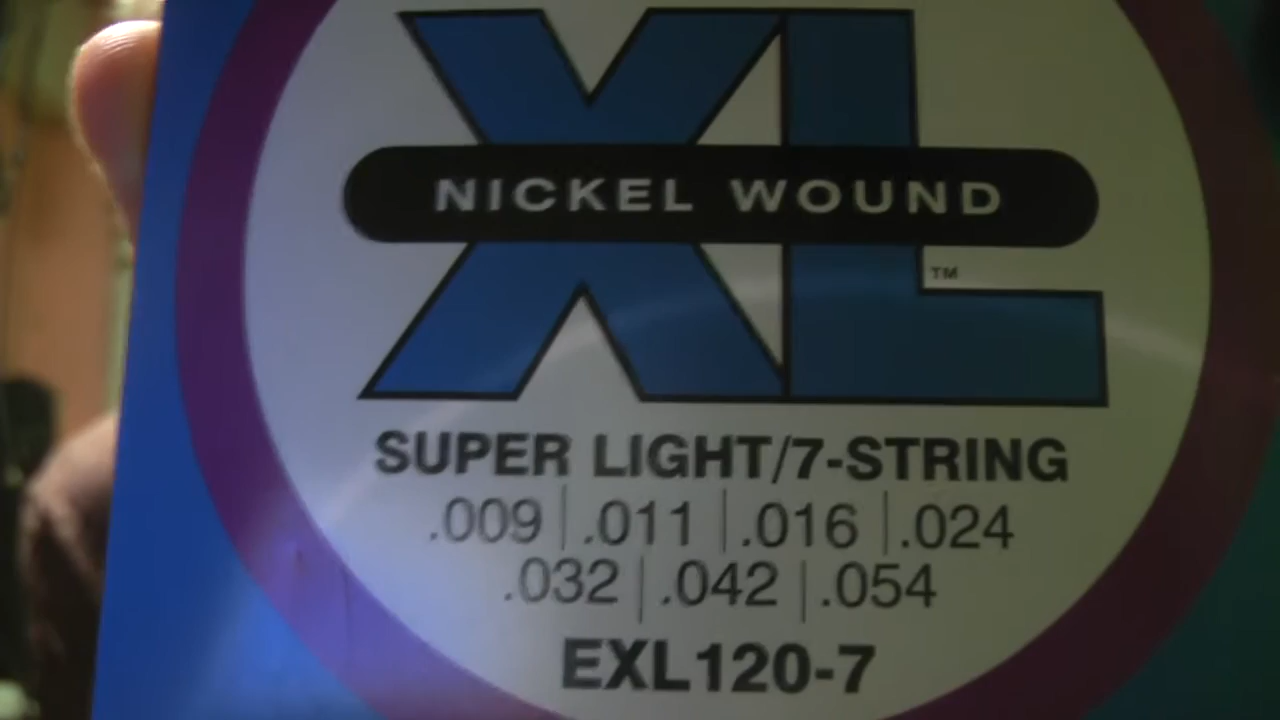 XL
NICKEL WOUND
™
SUPER LIGHT/7-STRING
.009 | .011 | .016 | .024
.032 | .042 | .054
EXL120-7